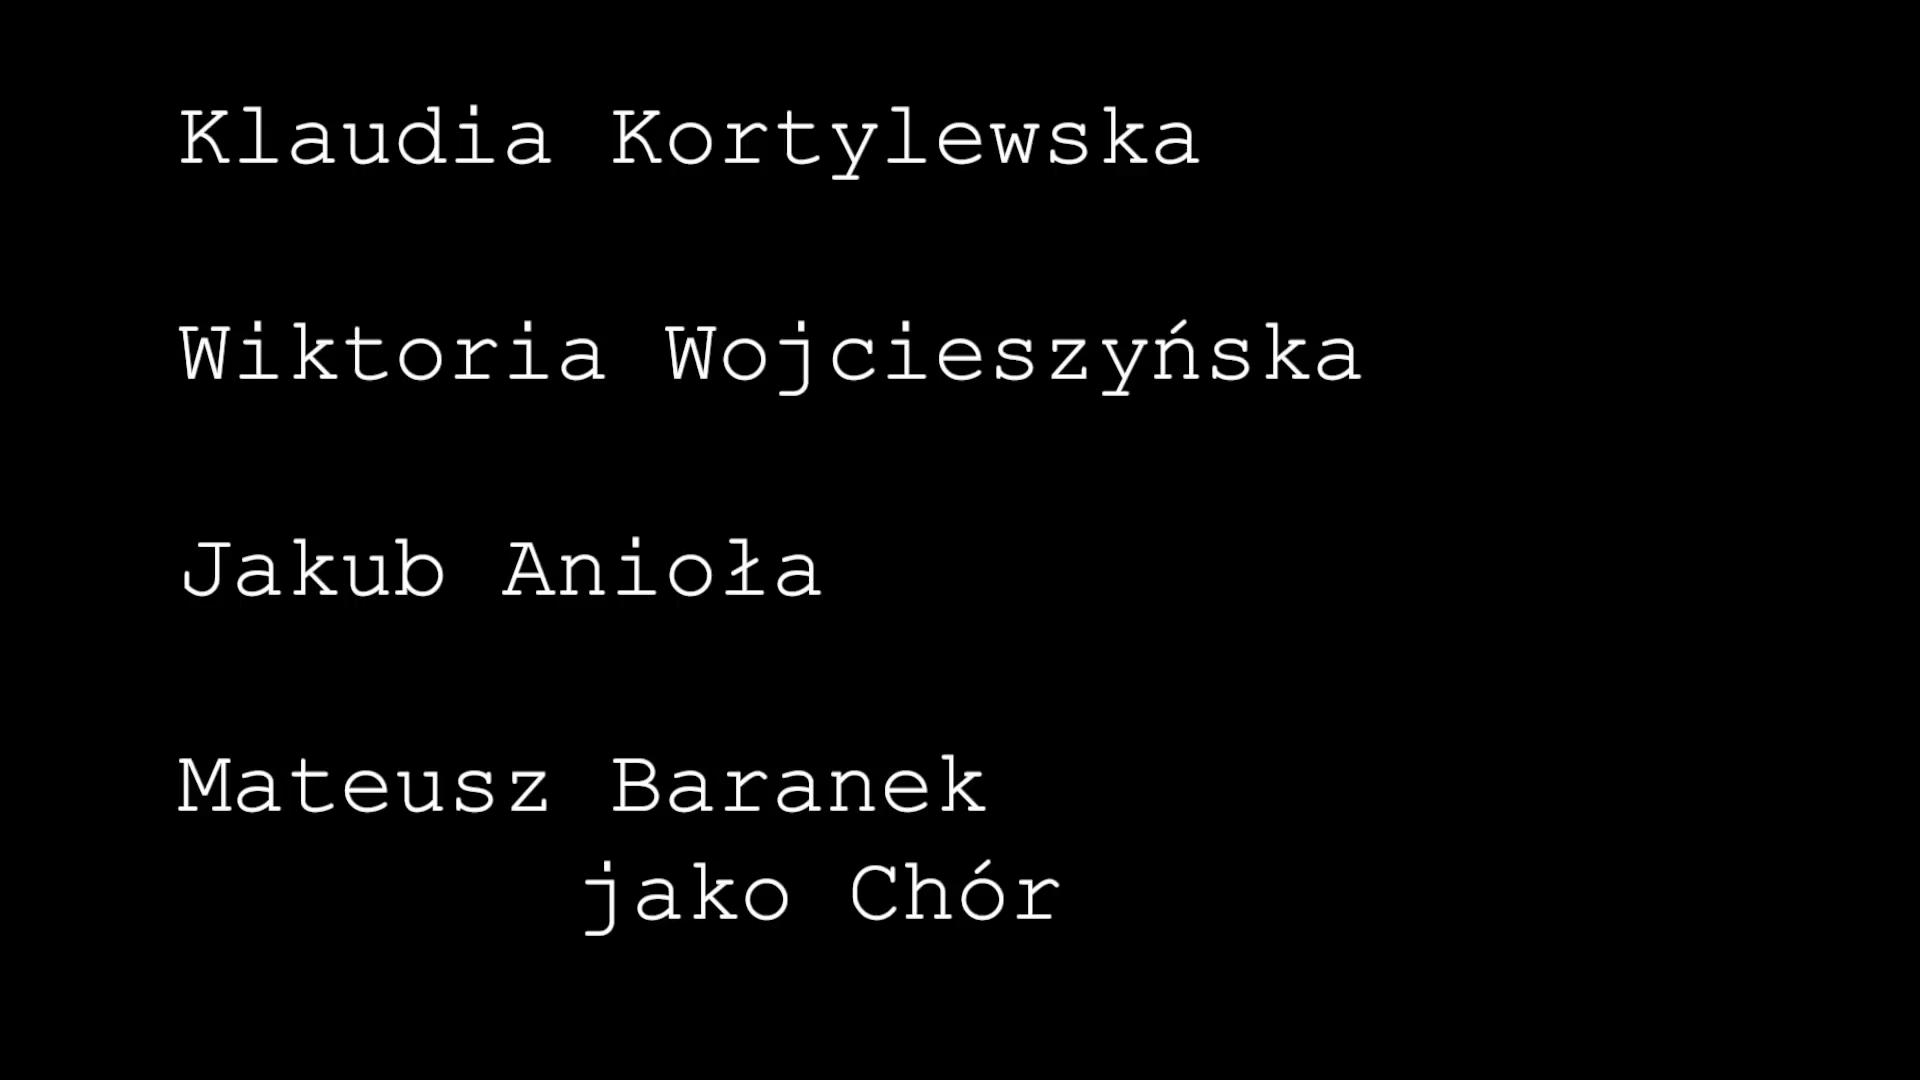 Klaudia Kortylewska
Wiktoria Wojcieszyńska
Jakub Anioła
Mateusz Baranek
jako Chór